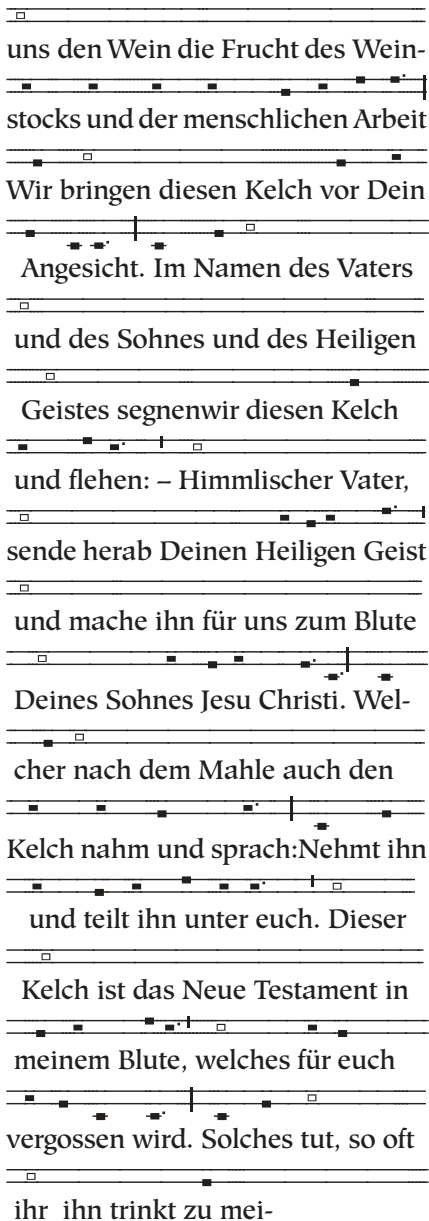 uns den Wein die Frucht des Wein-
stocks und der menschlichen Arbeit
Wir bringen diesen Kelch vor Dein
Angesicht. Im Namen des Vaters
und des Sohnes und des Heiligen
Geistes segnenwir diesen Kelch
und flehen: – Himmlischer Vater,
sende herab Deinen Heiligen Geist
und mache ihn für uns zum Blute
Deines Sohnes Jesu Christi. Wel-
cher nach dem Mahle auch den
Kelch nahm und sprach:Nehmt ihn
und teilt ihn unter euch. Dieser
Kelch ist das Neue Testament in
meinem Blute, welches für euch
vergossen wird. Solches tut, so oft
ihr ihn trinkt zu mei-